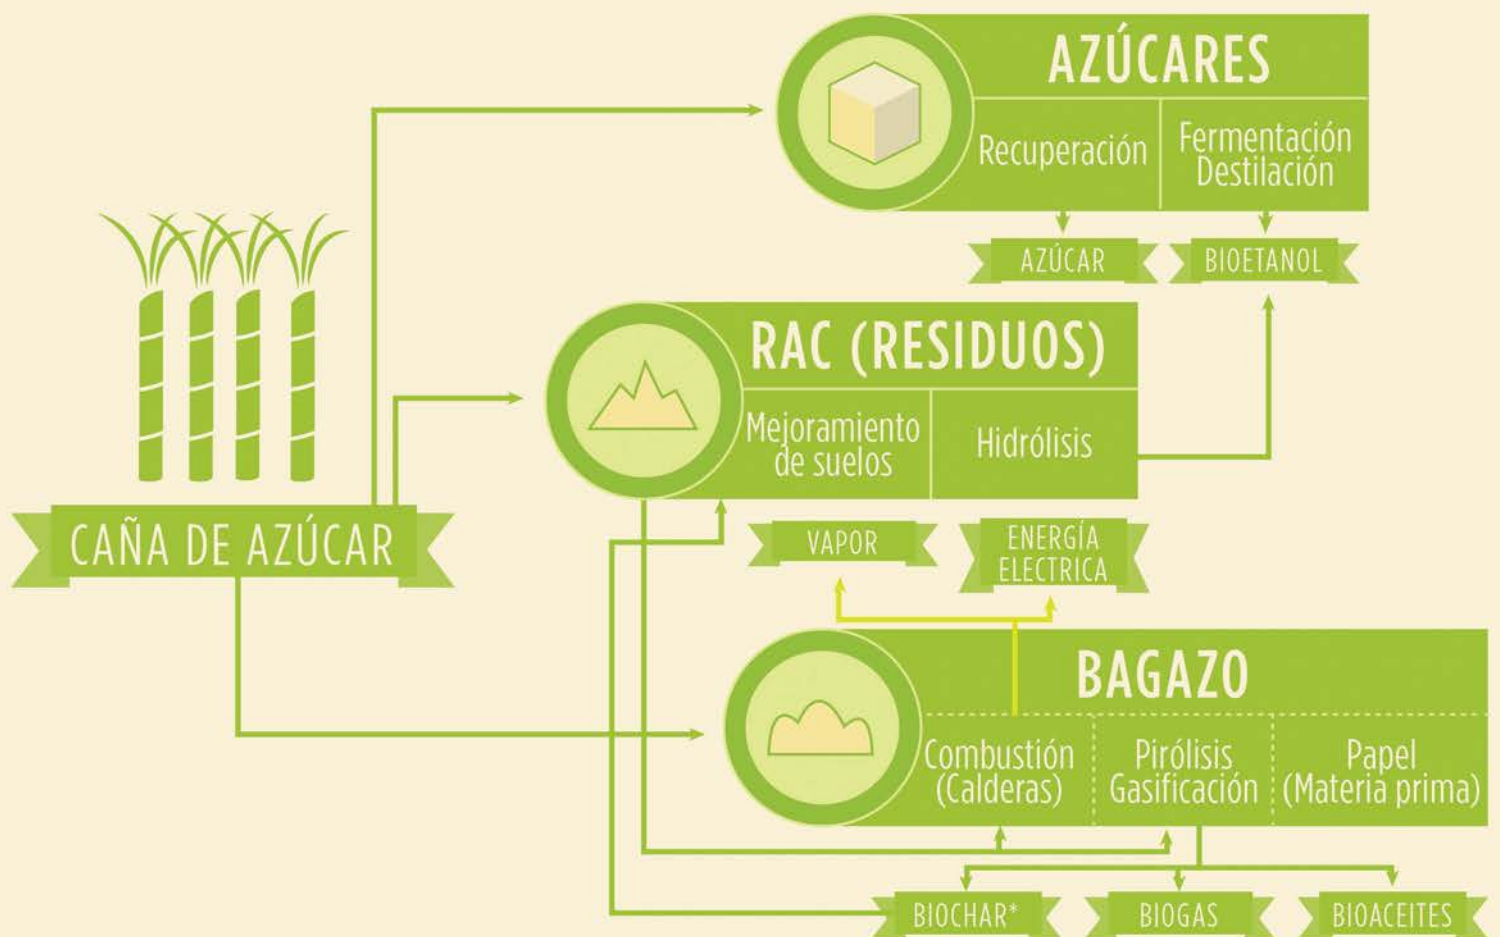 AZÚCARES
Recuperación
Fermentación
Destilación
AZÚCAR
BIOETANOL
RAC (RESIDUOS)
Mejoramiento
de suelos
Hidrólisis
CAÑA DE AZÚCAR
VAPOR
ENERGÍA
ELECTRICA
BAGAZO
Combustión
(Calderas)
Pirólisis
Gasificación
Papel
(Materia prima)
BIOCHAR*
BIOGAS
BIOACEITES